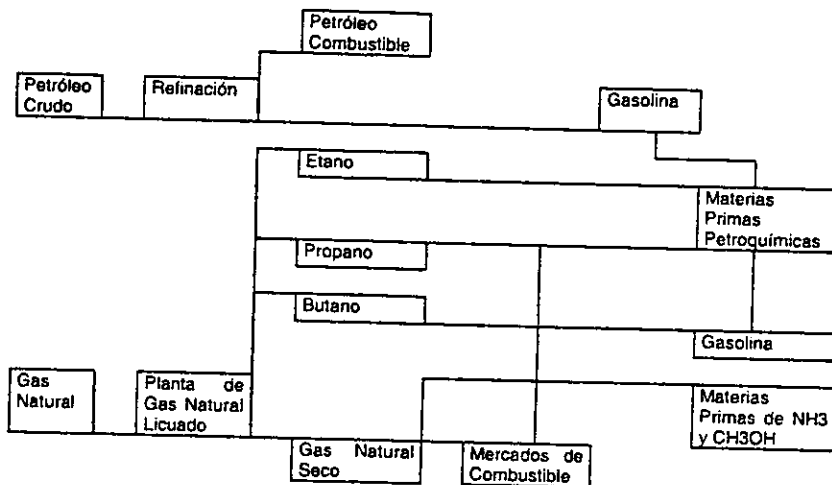 Petróleo
Combustible
Petróleo
Crudo
Refinación
Gasolina
Etano
Materias
Primas
Petroquímicas
Propano
Butano
Gasolina
Gas
Natural
Planta de
Gas Natural
Licuado
Materias
Primas de NH3
y CH3OH
Gas Natural
Seco
Mercados de
Combustible